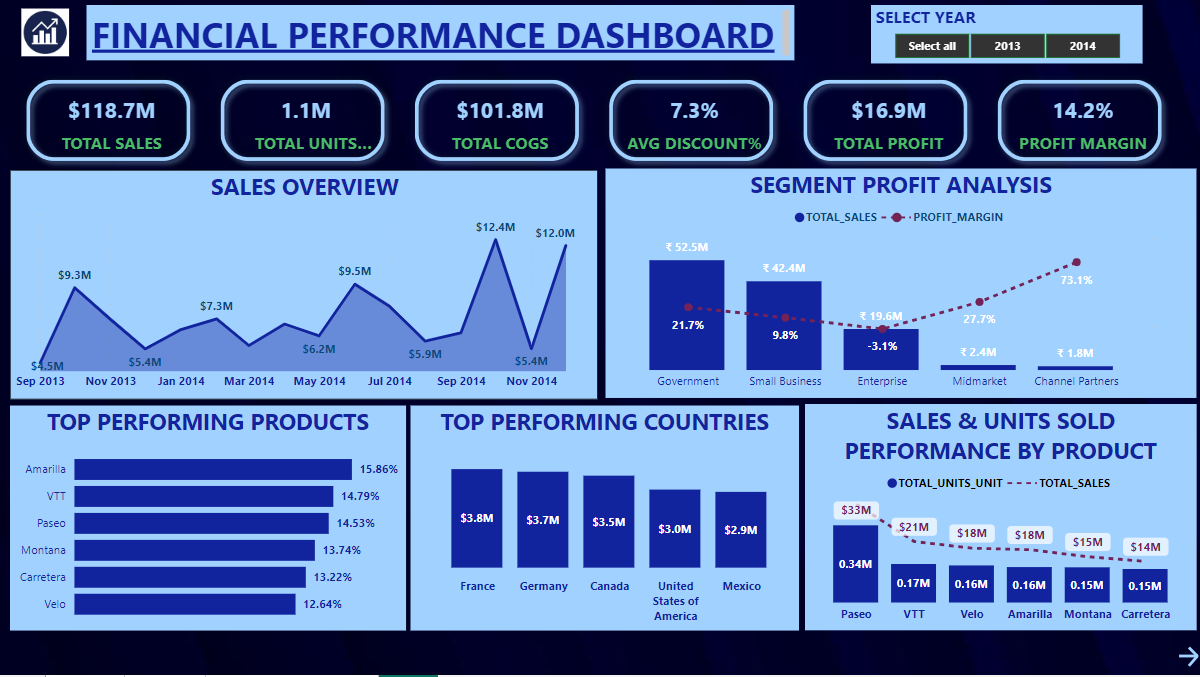 FINANCIAL PERFORMANCE DASHBOARD
SELECT YEAR
Select all 2013 2014
$118.7M
TOTAL SALES
1.1M
TOTAL UNITS...
$101.8M
TOTAL COGS
7.3%
AVG DISCOUNT%
$16.9M
TOTAL PROFIT
14.2%
PROFIT MARGIN
SALES OVERVIEW
$12.4M
$12.0M
$9.3M
$9.5M
$7.3M
$6.2M
$5.9M
$5.4M
$5.4M
$4.5M
Sep 2013 Nov 2013 Jan 2014 Mar 2014 May 2014 Jul 2014 Sep 2014 Nov 2014
SEGMENT PROFIT ANALYSIS
TOTAL_SALES PROFIT_MARGIN
₹ 52.5M
₹ 42.4M
₹ 19.6M
₹ 2.4M
₹ 1.8M
21.7%
9.8%
-3.1%
27.7%
73.1%
Government Small Business Enterprise Midmarket Channel Partners
TOP PERFORMING PRODUCTS
Amarilla 15.86%
VTT 14.79%
Paseo 14.53%
Montana 13.74%
Carretera 13.22%
Velo 12.64%
TOP PERFORMING COUNTRIES
$3.8M $3.7M $3.5M $3.0M $2.9M
France Germany Canada United Mexico
States of
America
SALES & UNITS SOLD
PERFORMANCE BY PRODUCT
TOTAL_UNITS_UNIT TOTAL_SALES
$33M $21M $18M $18M $15M $14M
0.34M 0.17M 0.16M 0.16M 0.15M 0.15M
Paseo VTT Velo Amarilla Montana Carretera